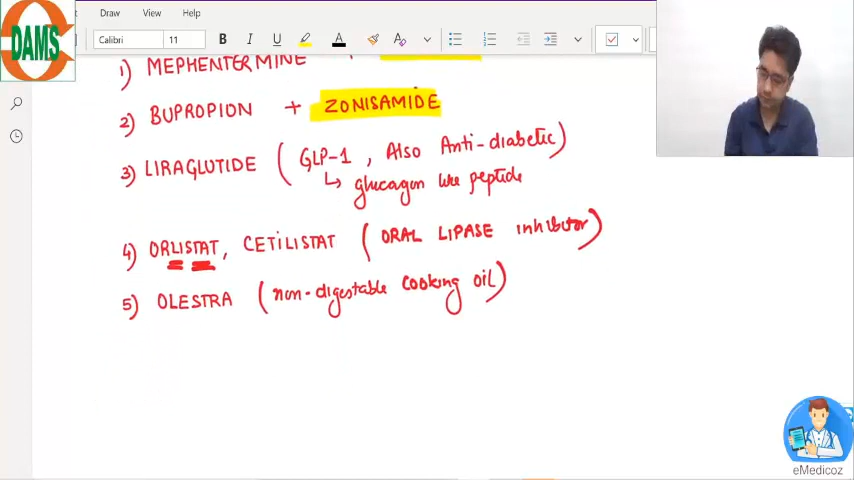 DAMS
Draw View Help
Calibri 11 B I U A
1) MEPHENTERMINE +
2) BUPROPION + ZONISAMIDE
3) LIRAGLUTIDE (GLP-1, Also Anti-diabetic)
↳ glucagon like peptide
4) ORLISTAT, CETILISTAT (ORAL LIPASE inhibitor)
5) OLESTRA (non-digestable cooking oil)
eMedicoz